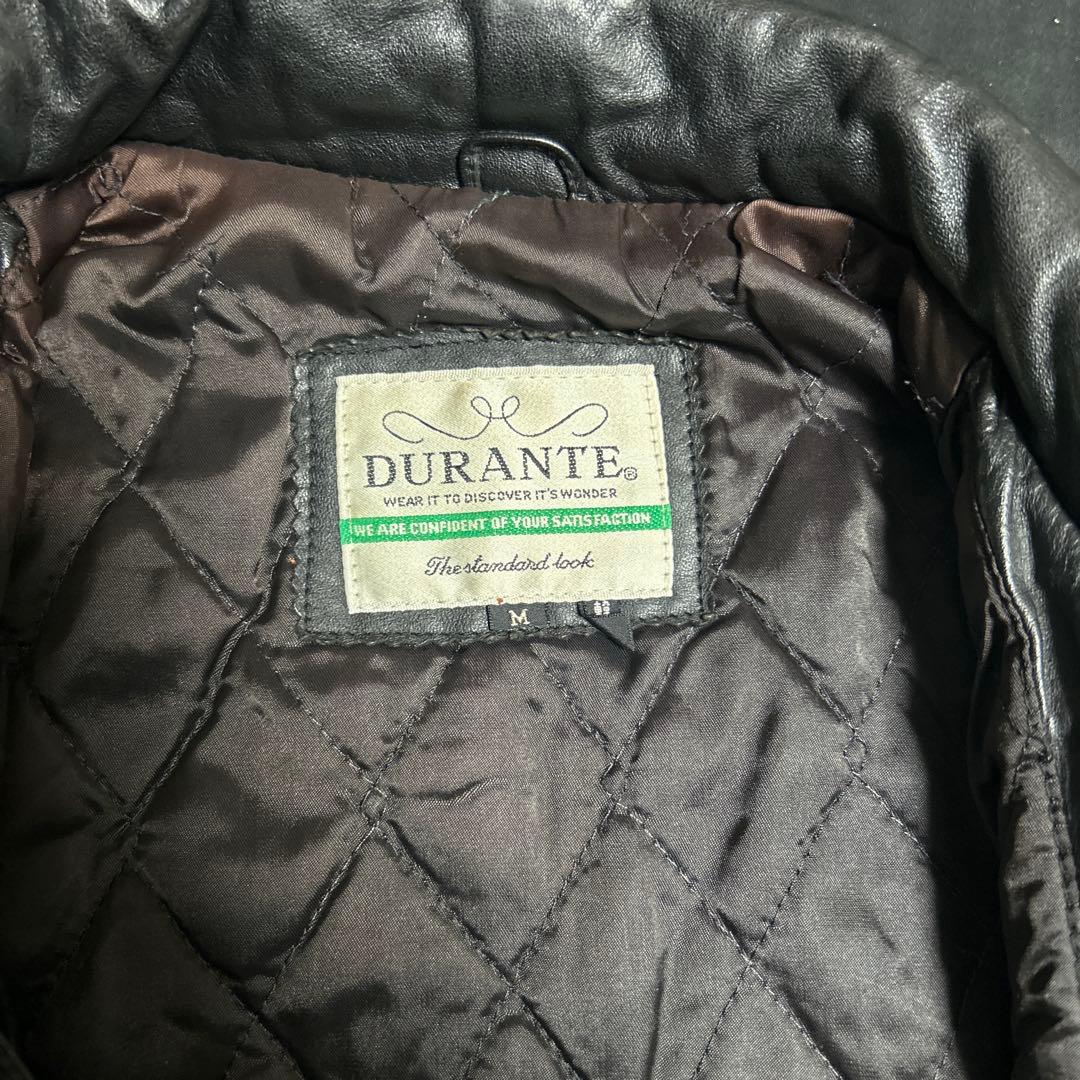 DURANTE®
WEAR IT TO DISCOVER IT'S WONDER
WE ARE CONFIDENT OF YOUR SATISFACTION
The standard look
M